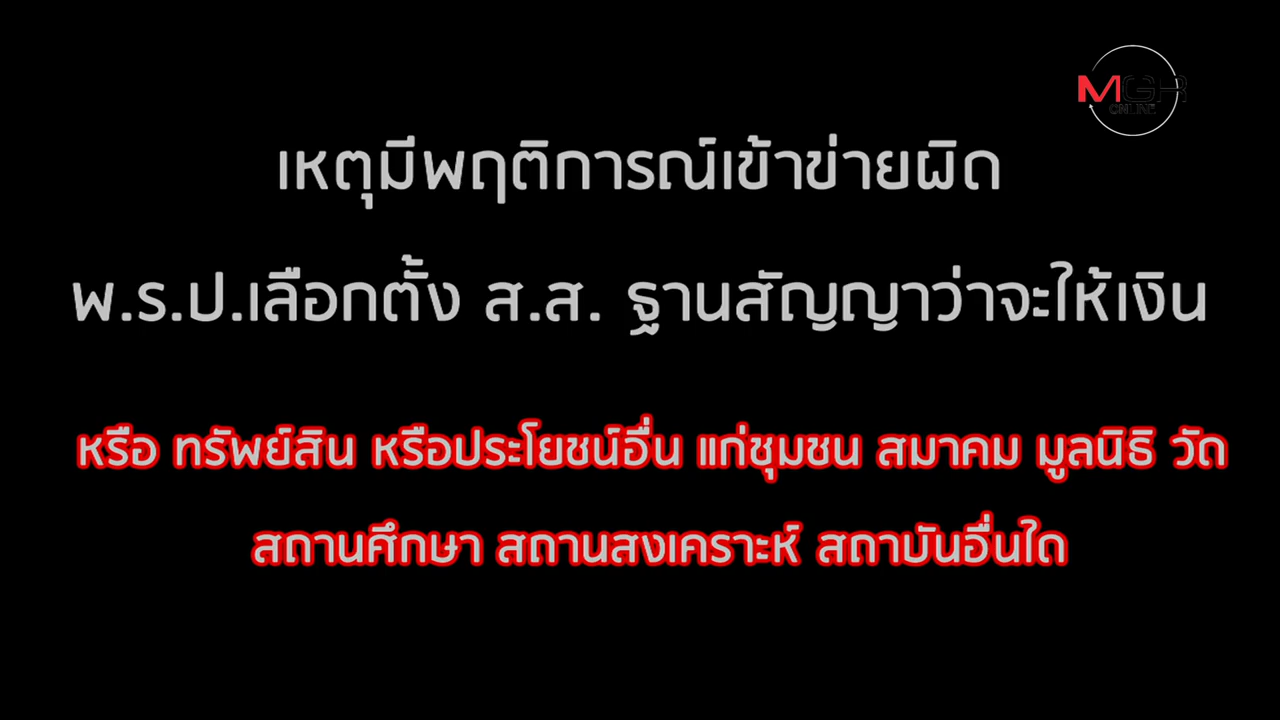 MGR
ONLINE
เหตุมีพฤติการณ์เข้าข่ายผิด
พ.ร.ป.เลือกตั้ง ส.ส. ฐานสัญญาว่าจะให้เงิน
หรือ ทรัพย์สิน หรือประโยชน์อื่น แก่ชุมชน สมาคม มูลนิธิ วัด
สถานศึกษา สถานสงเคราะห์ สถาบันอื่นใด